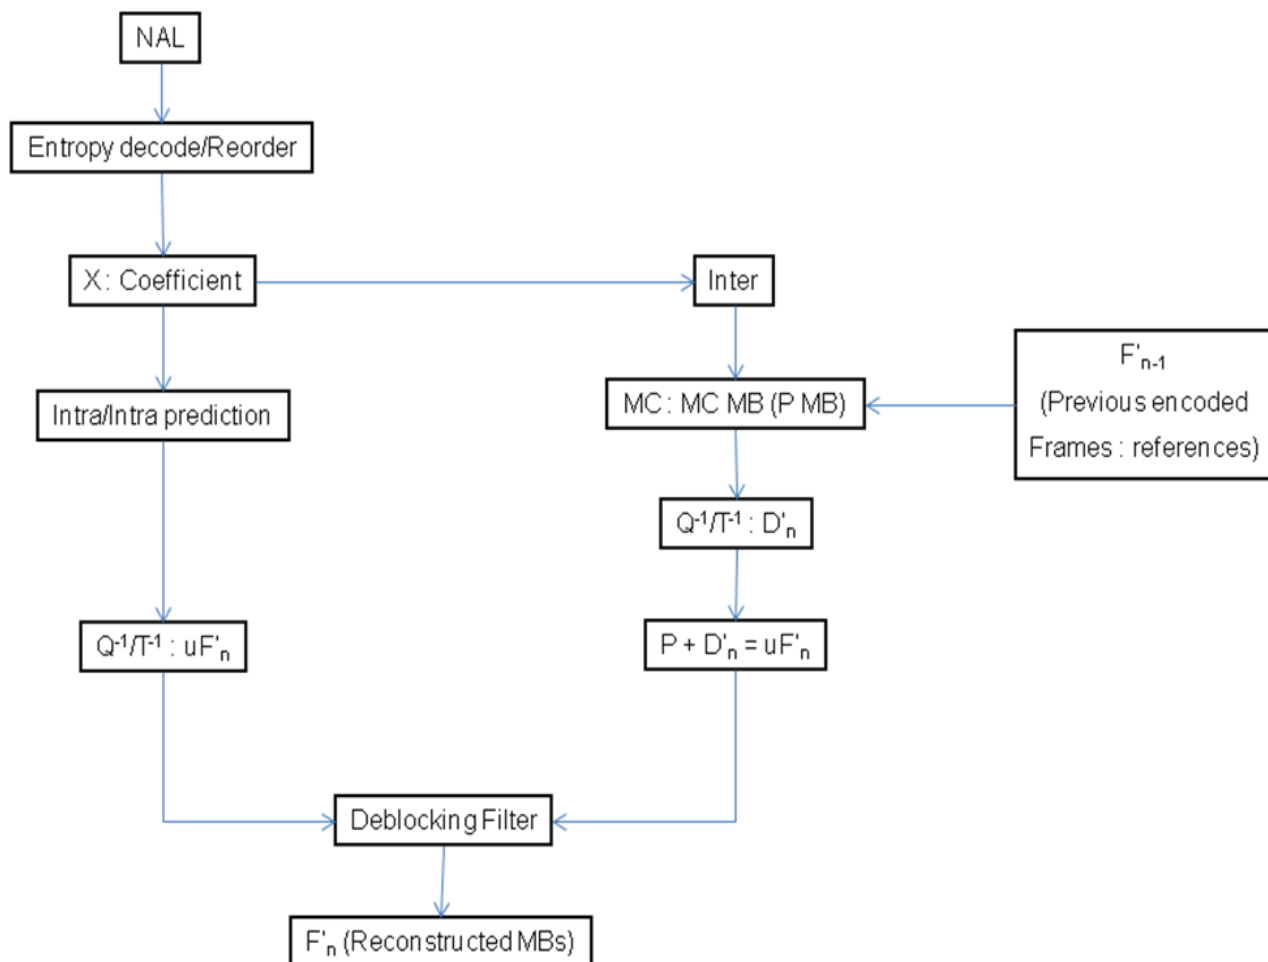 NAL
Entropy decode/Reorder
X : Coefficient
Inter
F'n-1
(Previous encoded
Frames : references)
Intra/Intra prediction
MC : MC MB (P MB)
Q-1/T-1 : D'n
Q-1/T-1 : uF'n
P + D'n = uF'n
Deblocking Filter
F'n (Reconstructed MBs)